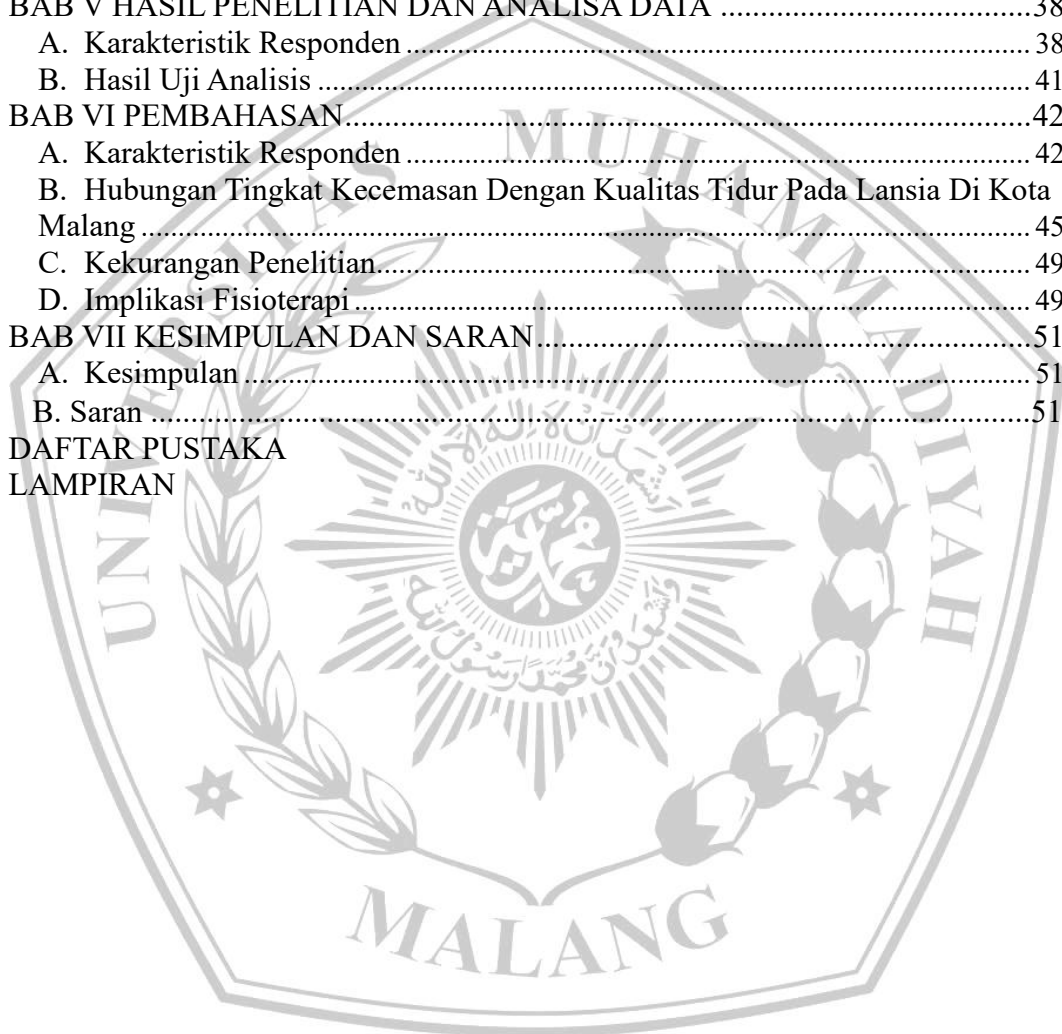 BAB V HASIL PENELITIAN DAN ANALISA DATA ..................................38
A. Karakteristik Responden .................................................................. 38
B. Hasil Uji Analisis ............................................................................. 41
BAB VI PEMBAHASAN.........................................................................42
A. Karakteristik Responden .................................................................. 42
B. Hubungan Tingkat Kecemasan Dengan Kualitas Tidur Pada Lansia Di Kota
Malang ................................................................................................. 45
C. Kekurangan Penelitian...................................................................... 49
D. Implikasi Fisioterapi......................................................................... 49
BAB VII KESIMPULAN DAN SARAN..................................................51
A. Kesimpulan ...................................................................................... 51
B. Saran .................................................................................................51
DAFTAR PUSTAKA
LAMPIRAN
UNIVERSITAS MUHAMMADIYAH
MALANG